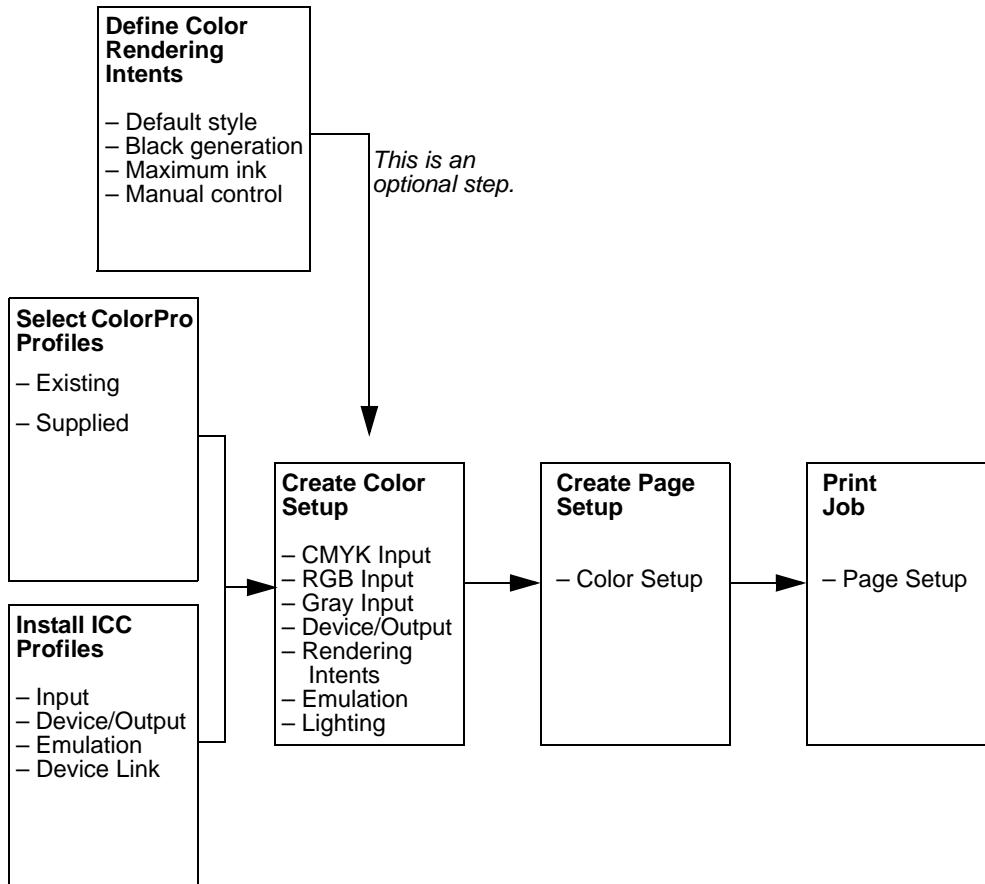 Define Color
Rendering
Intents
– Default style
– Black generation
– Maximum ink
– Manual control
This is an
optional step.
Select ColorPro
Profiles
– Existing
– Supplied
Install ICC
Profiles
– Input
– Device/Output
– Emulation
– Device Link
Create Color
Setup
– CMYK Input
– RGB Input
– Gray Input
– Device/Output
– Rendering
Intents
– Emulation
– Lighting
Create Page
Setup
– Color Setup
Print
Job
– Page Setup